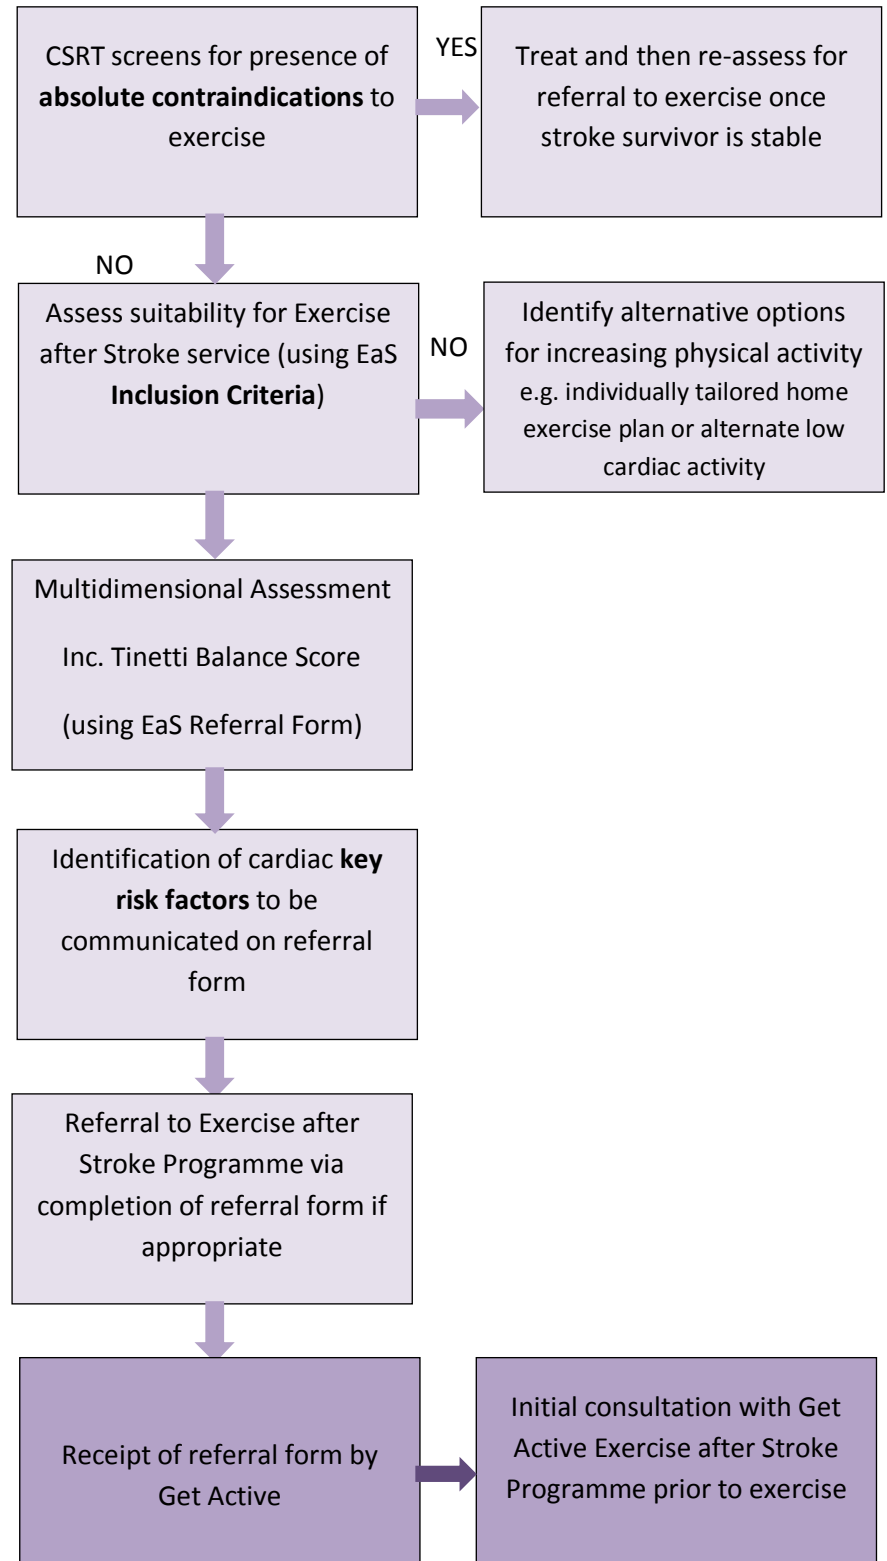 CSRT screens for presence of
absolute contraindications to
exercise
YES
Treat and then re-assess for
referral to exercise once
stroke survivor is stable
NO
Assess suitability for Exercise
after Stroke service (using EaS
Inclusion Criteria)
NO
Identify alternative options
for increasing physical activity
e.g. individually tailored home
exercise plan or alternate low
cardiac activity
Multidimensional Assessment
Inc. Tinetti Balance Score
(using EaS Referral Form)
Identification of cardiac key
risk factors to be
communicated on referral
form
Referral to Exercise after
Stroke Programme via
completion of referral form if
appropriate
Receipt of referral form by
Get Active
Initial consultation with Get
Active Exercise after Stroke
Programme prior to exercise